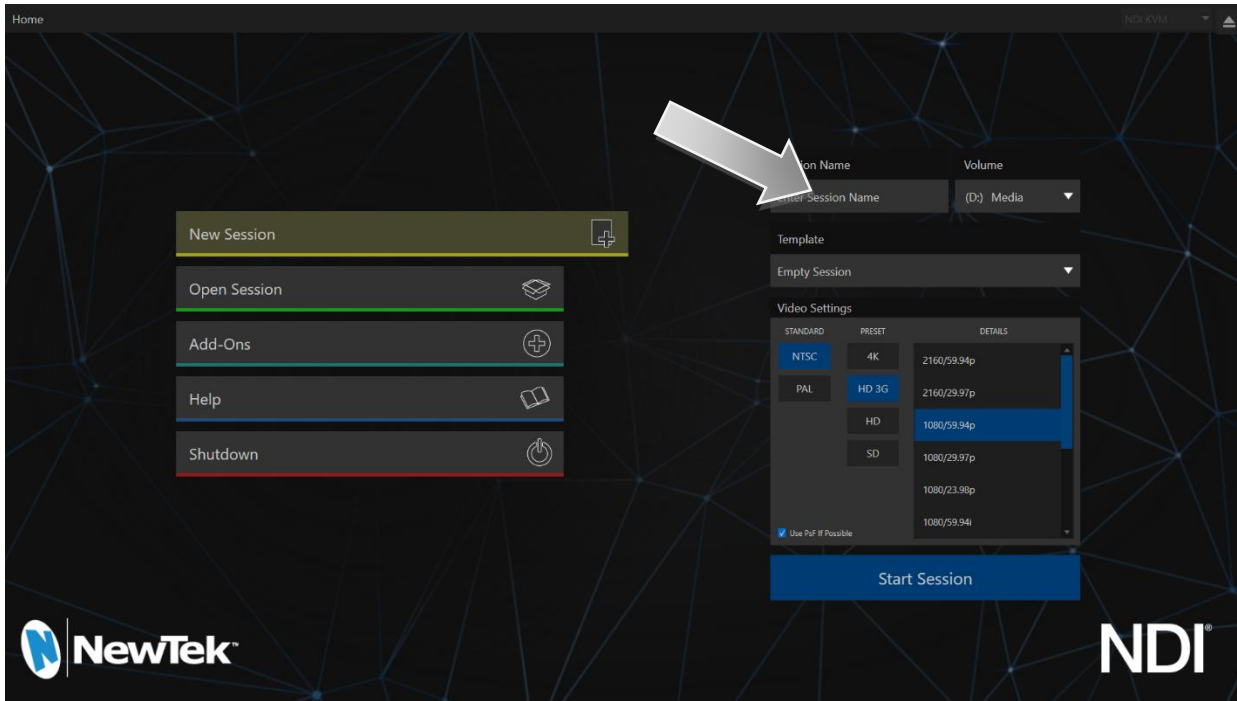 Home
NDI KVM
ion Name
Volume
Enter Session Name
(D:) Media
New Session
Template
Empty Session
Open Session
Video Settings
STANDARD
PRESET
DETAILS
Add-Ons
NTSC
4K
2160/59.94p
PAL
HD 3G
2160/29.97p
Help
HD
1080/59.94p
Shutdown
SD
1080/29.97p
1080/23.98p
1080/59.94i
Use PsF If Possible
Start Session
NewTek™
NDI®